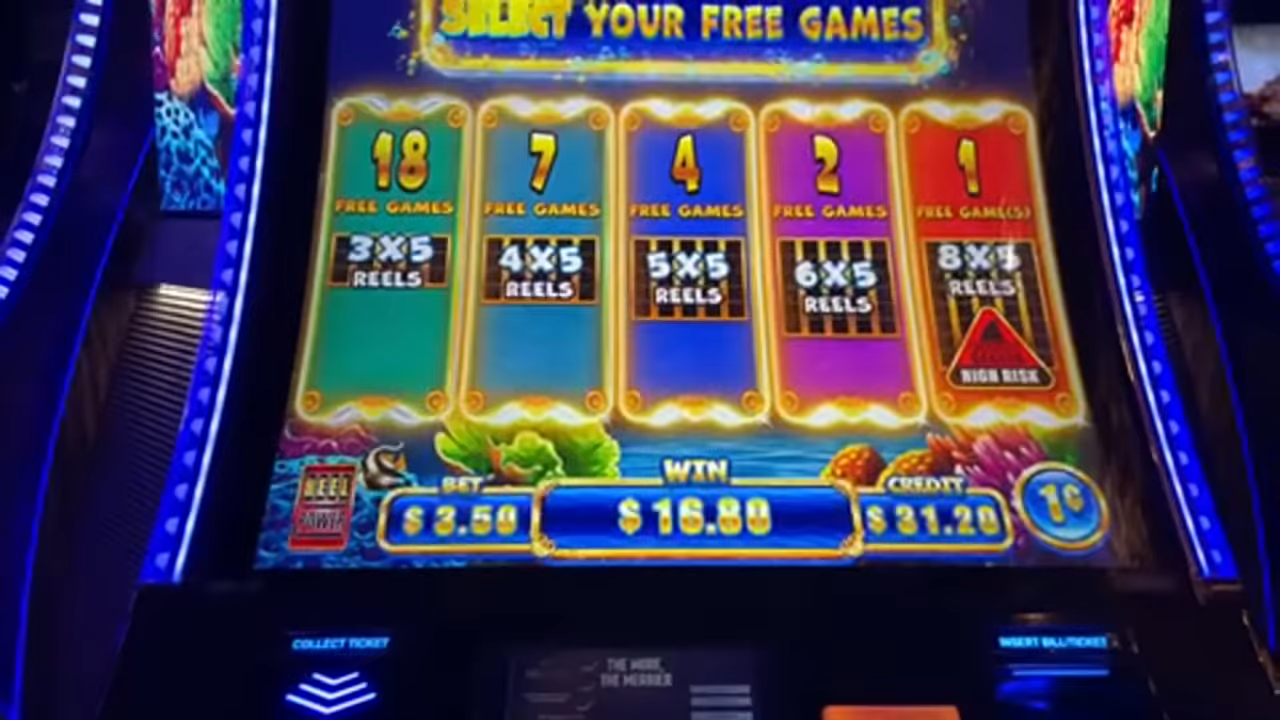 SELECT YOUR FREE GAMES
18
FREE GAMES
3X5
REELS
7
FREE GAMES
4X5
REELS
4
FREE GAMES
5X5
REELS
2
FREE GAMES
6X5
REELS
1
FREE GAME(S)
8X5
REELS
HIGH RISK
REEL
POWER
BET
$3.50
WIN
$16.80
CREDIT
$31.20
1¢
COLLECT TICKET
INSERT BILL/TICKET
THE MORE,
THE MERRIER